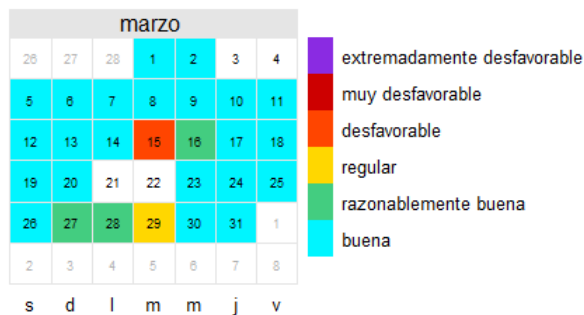 marzo
26 27 28 1 2 3 4
5 6 7 8 9 10 11
12 13 14 15 16 17 18
19 20 21 22 23 24 25
26 27 28 29 30 31 1
2 3 4 5 6 7 8
s d l m m j v
extremadamente desfavorable
muy desfavorable
desfavorable
regular
razonablemente buena
buena